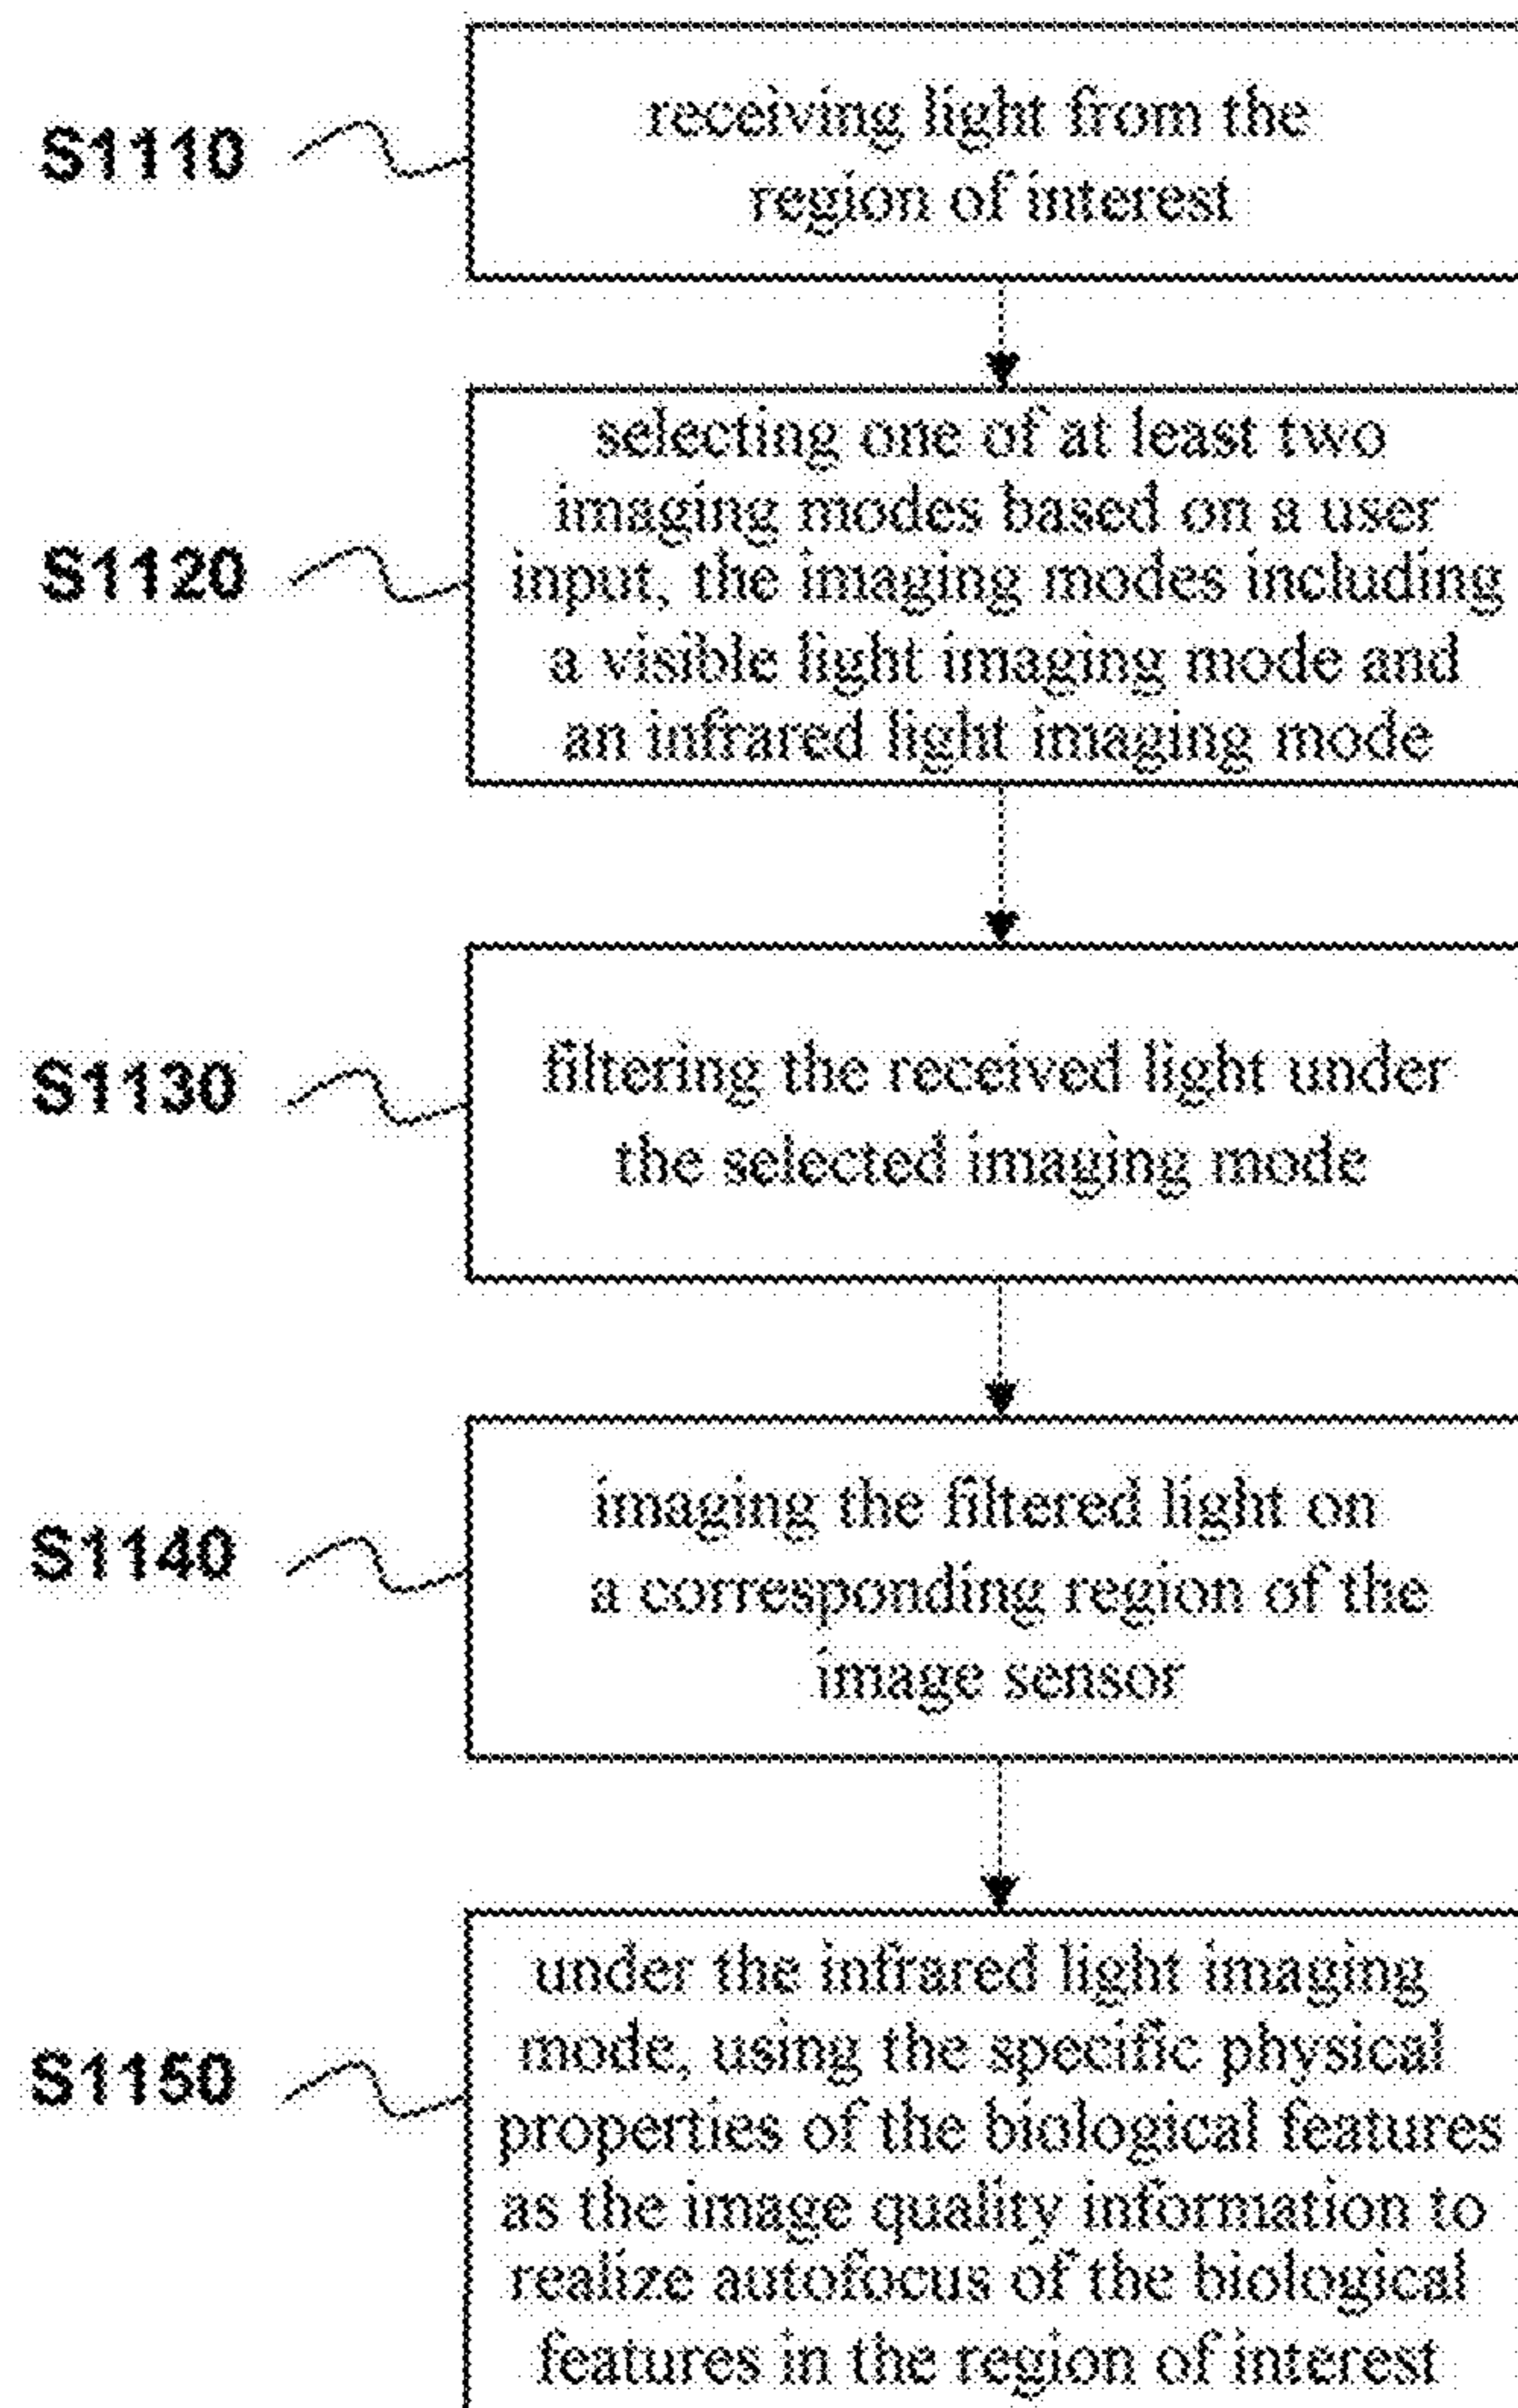 S1110
receiving light from the
region of interest
S1120
selecting one of at least two
imaging modes based on a user
input, the imaging modes including
a visible light imaging mode and
an infrared light imaging mode
S1130
filtering the received light under
the selected imaging mode
S1140
imaging the filtered light on
a corresponding region of the
image sensor
S1150
under the infrared light imaging
mode, using the specific physical
properties of the biological features
as the image quality information to
realize autofocus of the biological
features in the region of interest